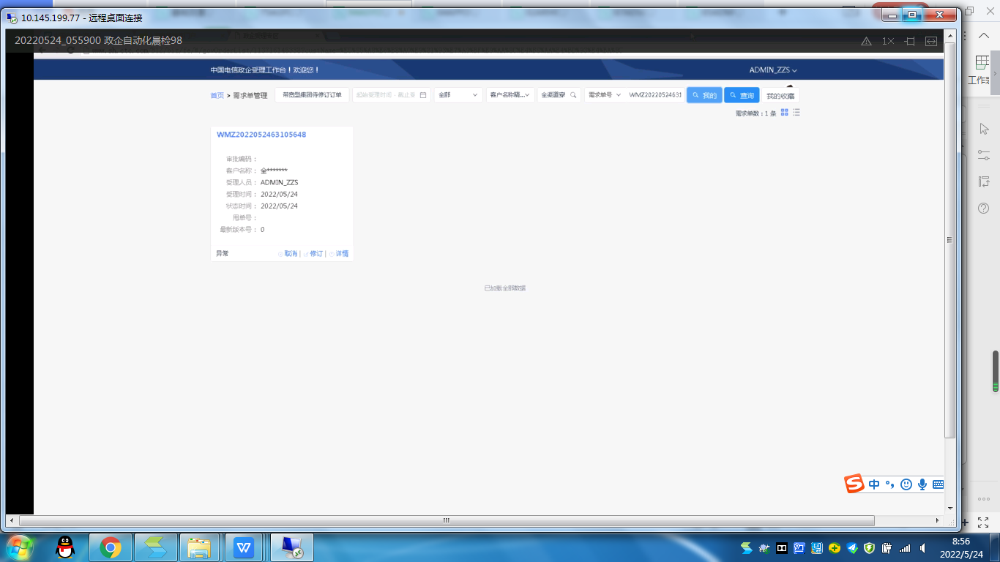 10.145.199.77 - 远程桌面连接
20220524_055900 政企自动化晨检98
1×
工作表
中国电信政企受理工作台！欢迎您！
ADMIN_ZZS
首页 > 需求单管理
带宽型集团待修订订单
起始受理时间 - 截止受
全部
客户名称精...
全渠道穿
需求单号
WMZ20220524631
我的
查询
我的收藏
需求单数：1 条
WMZ2022052463105648
审批编码：
客户名称： 全*******
受理人员： ADMIN_ZZS
受理时间： 2022/05/24
状态时间： 2022/05/24
甩单号：
最新版本号： 0
异常
取消 | 修订 | 详情
已加载全部数据
中
8:56
2022/5/24